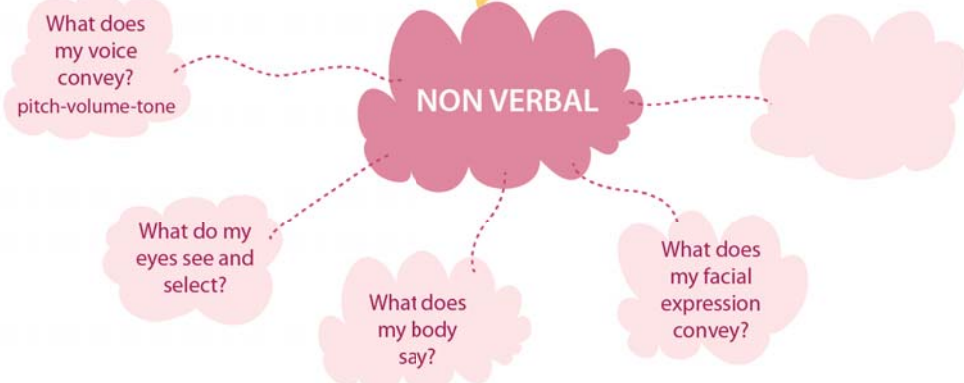 What does
my voice
convey?
pitch-volume-tone
NON VERBAL
What do my
eyes see and
select?
What does
my body
say?
What does
my facial
expression
convey?